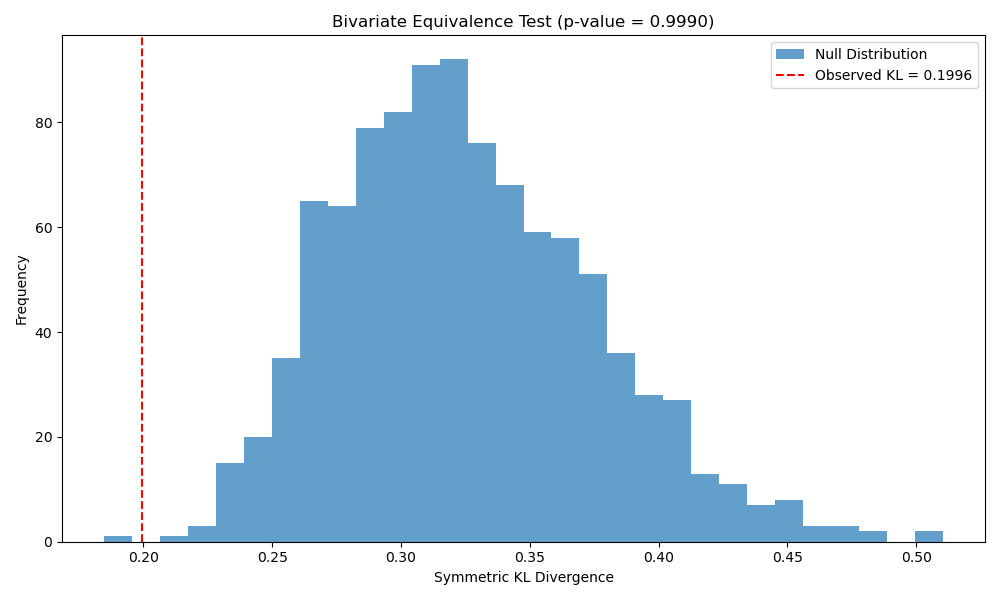 Bivariate Equivalence Test (p-value = 0.9990)
Null Distribution
Observed KL = 0.1996
Frequency
80
60
40
20
0
0.20 0.25 0.30 0.35 0.40 0.45 0.50
Symmetric KL Divergence